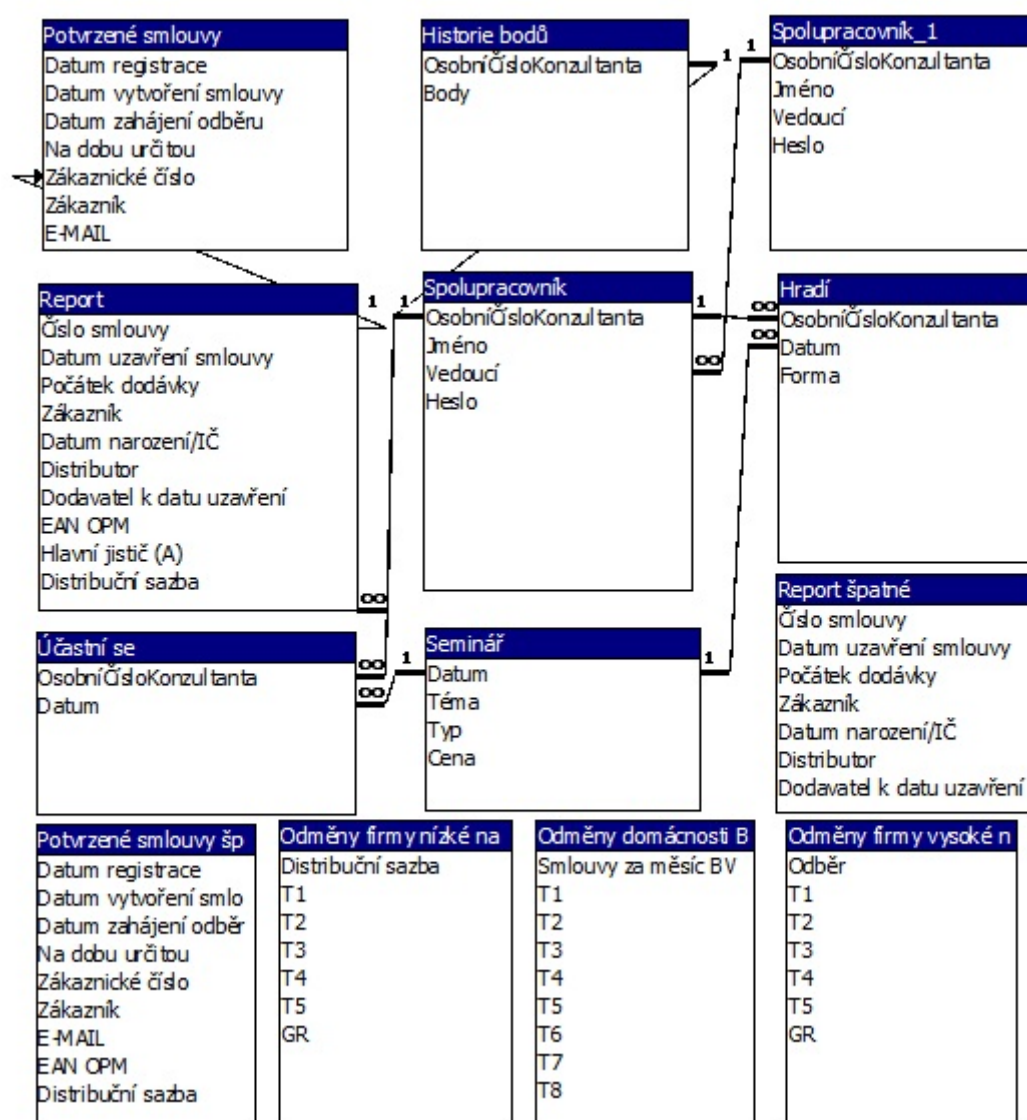 Potvrzené smlouvy
Datum registrace
Datum vytvoření smlouvy
Datum zahájení odběru
Na dobu určitou
Zákaznické číslo
Zákazník
E-MAIL
Historie bodů
OsobníČísloKonzultanta
Body
1
1
Spolupracovník_1
OsobníČísloKonzultanta
Jméno
Vedoucí
Heslo
Report
Číslo smlouvy
Datum uzavření smlouvy
Počátek dodávky
Zákazník
Datum narození/IČ
Distributor
Dodavatel k datu uzavření
EAN OPM
Hlavní jistič (A)
Distribuční sazba
1
1
∞
Spolupracovník
OsobníČísloKonzultanta
Jméno
Vedoucí
Heslo
1
∞
∞
∞
Hradí
OsobníČísloKonzultanta
Datum
Forma
Účastní se
OsobníČísloKonzultanta
Datum
∞
∞
1
Seminář
Datum
Téma
Typ
Cena
1
Report špatné
Číslo smlouvy
Datum uzavření smlouvy
Počátek dodávky
Zákazník
Datum narození/IČ
Distributor
Dodavatel k datu uzavření
Potvrzené smlouvy šp
Datum registrace
Datum vytvoření smlo
Datum zahájení odběr
Na dobu určitou
Zákaznické číslo
Zákazník
E-MAIL
EAN OPM
Distribuční sazba
Odměny firmy nízké na
Distribuční sazba
T1
T2
T3
T4
T5
GR
Odměny domácnosti B
Smlouvy za měsíc BV
T1
T2
T3
T4
T5
T6
T7
T8
Odměny firmy vysoké n
Odběr
T1
T2
T3
T4
T5
GR